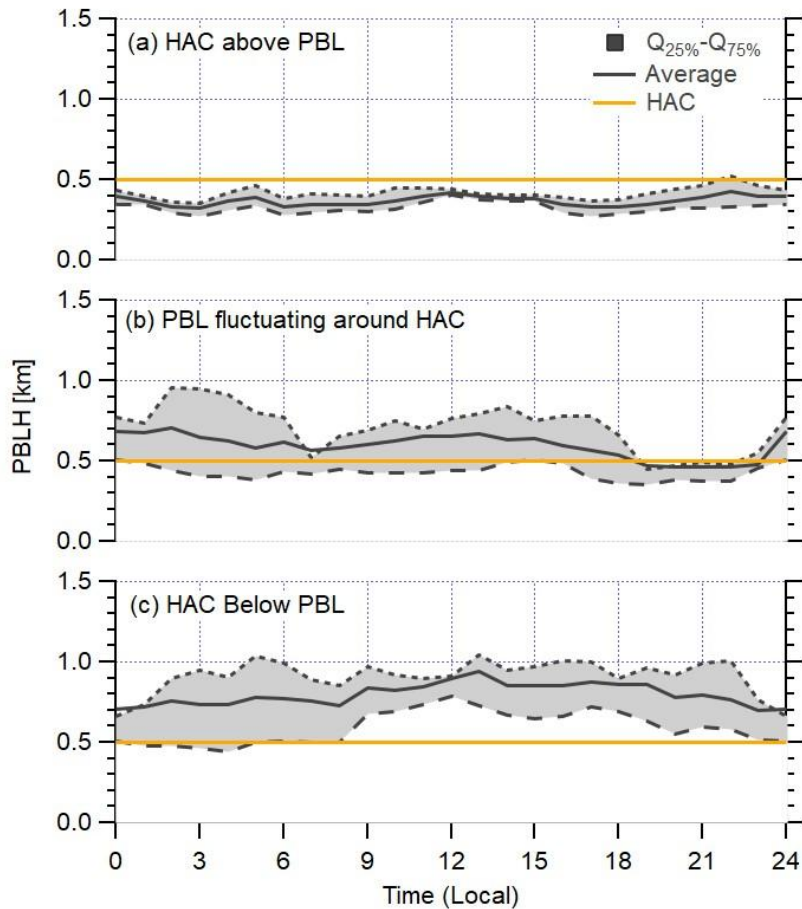 (a) HAC above PBL
Q25%-Q75%
Average
HAC
1.5
1.0
0.5
0.0
(b) PBL fluctuating around HAC
1.5
1.0
0.5
0.0
PBLH [km]
(c) HAC Below PBL
1.5
1.0
0.5
0.0
0 3 6 9 12 15 18 21 24
Time (Local)